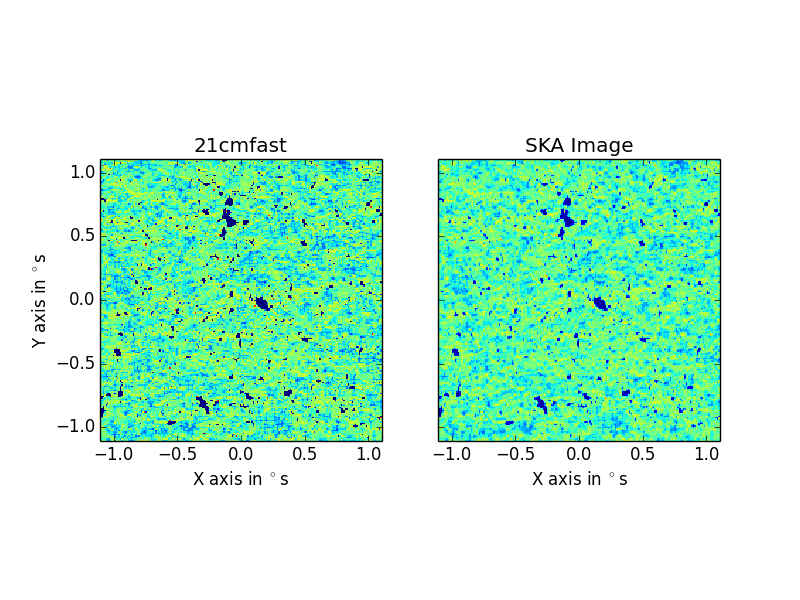 21cmfast
SKA Image
1.0
0.5
0.0
−0.5
−1.0
Y axis in °s
−1.0 −0.5 0.0 0.5 1.0
X axis in °s
−1.0 −0.5 0.0 0.5 1.0
X axis in °s